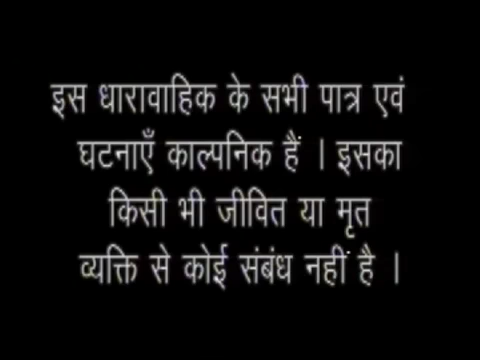 इस धारावाहिक के सभी पात्र एवं
घटनाएँ काल्पनिक हैं । इसका
किसी भी जीवित या मृत
व्यक्ति से कोई संबंध नहीं है ।